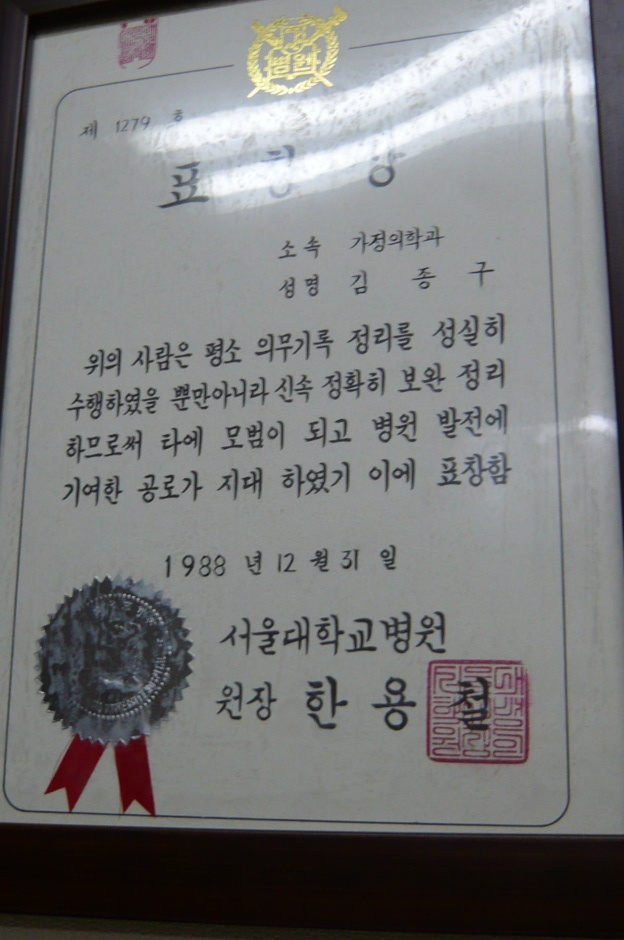 제 1279 호
표 창 장
소속 가정의학과
성명 김 종 구
위의 사람은 평소 의무기록 정리를 성실히
수행하였을 뿐만아니라 신속 정확히 보완 정리
하므로써 타에 모범이 되고 병원 발전에
기여한 공로가 지대 하였기 이에 표창함
1988 년 12 월 31 일
서울대학교병원
원장 한 용 철